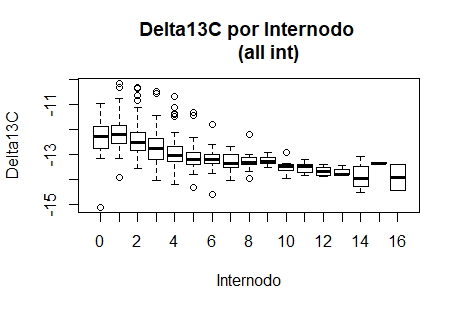 Delta13C por Internodo
(all int)
Delta13C
-11
-13
-15
0 2 4 6 8 10 12 14 16
Internodo